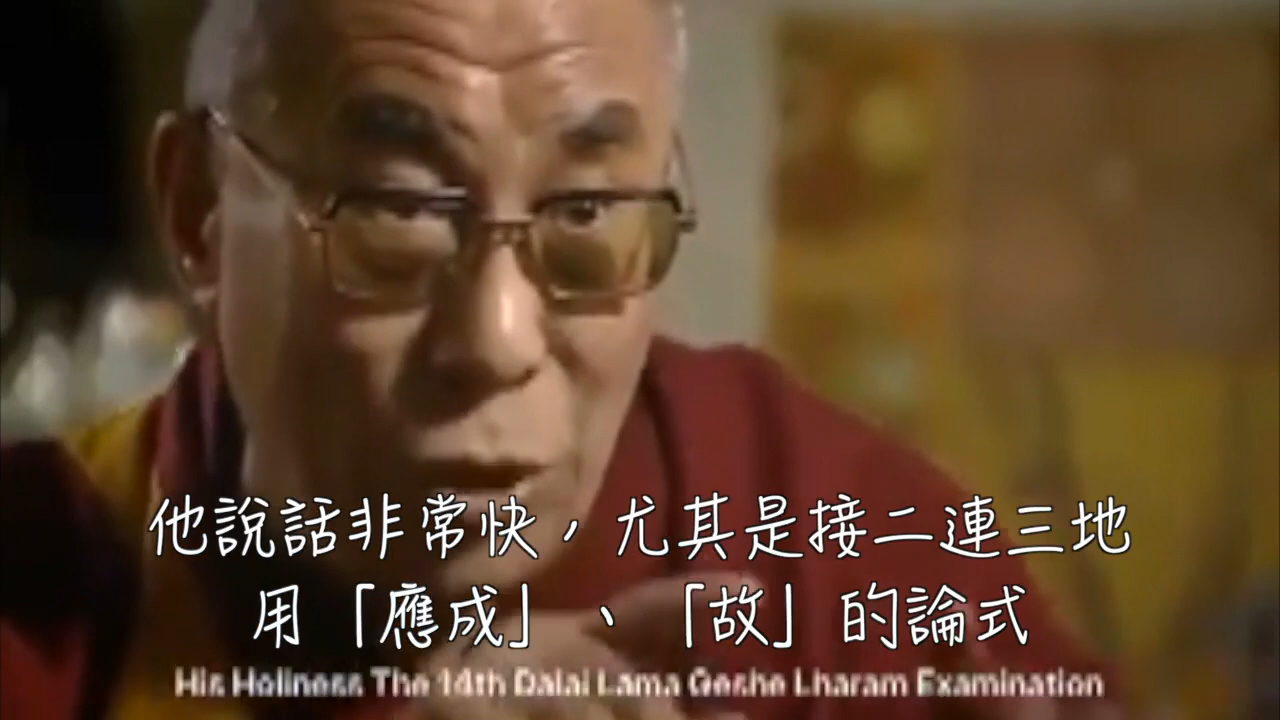 他說話非常快，尤其是接二連三地
用「應成」、「故」的論式
His Holiness The 14th Dalai Lama Geshe Lharam Examination